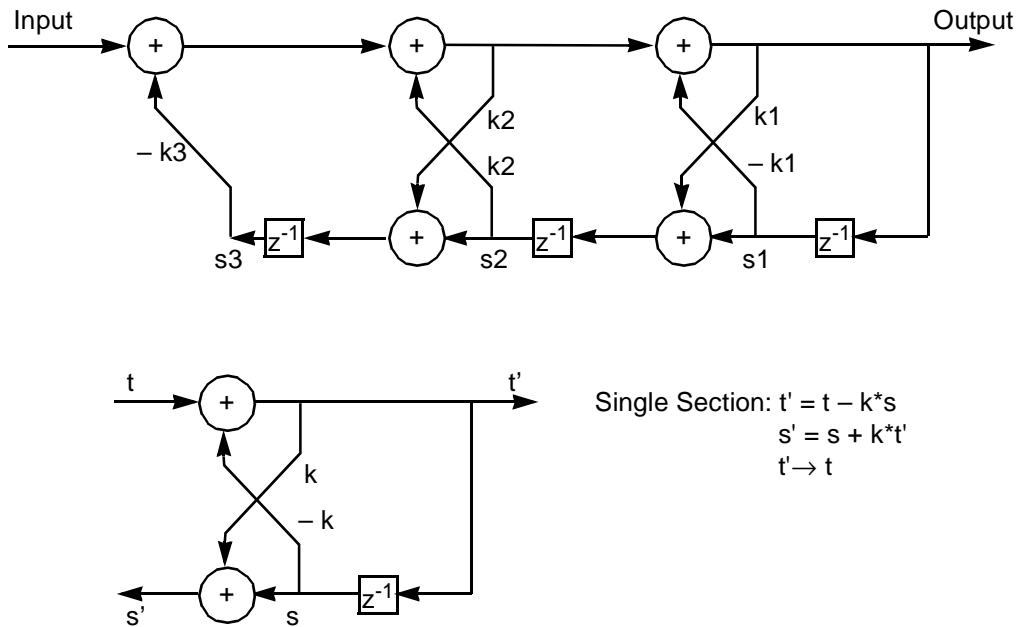 Input
Output
+
+
+
k2
k1
– k3
k2
– k1
+
+
z-1
z-1
z-1
s3
s2
s1
t
t’
+
Single Section: t' = t – k*s
s' = s + k*t'
t'→ t
k
– k
+
z-1
s’
s